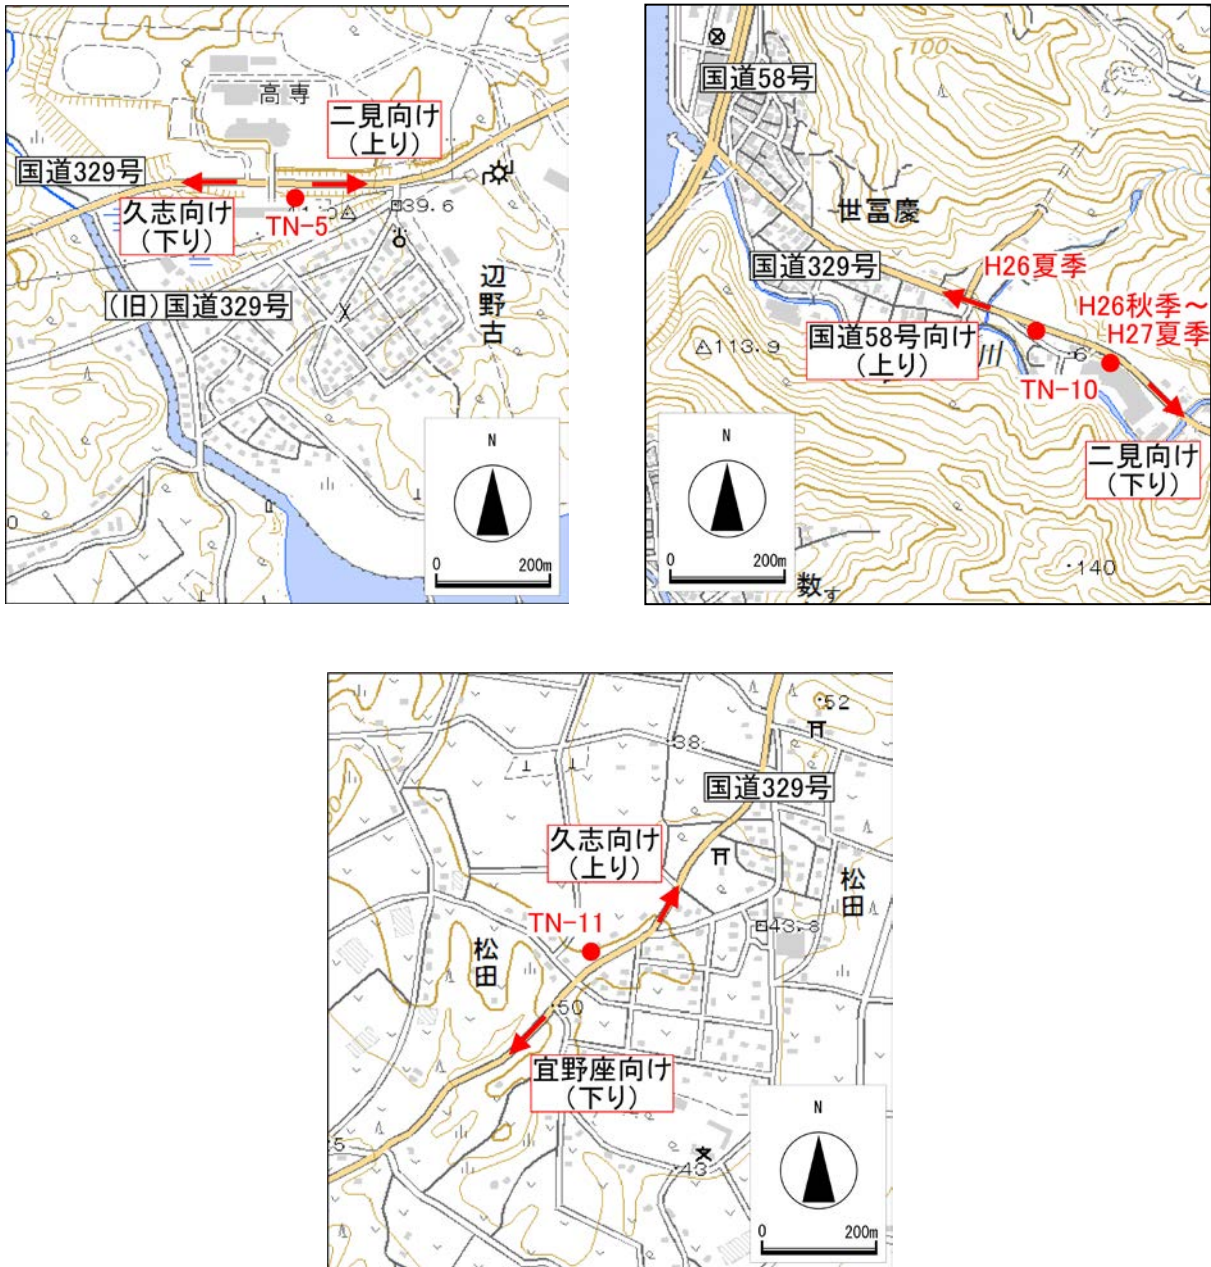 高専
二見向け
(上り)
国道329号
久志向け
(下り)
TN-5
39.6
(旧)国道329号
辺野古
N
0
200m
100
国道58号
世冨慶
国道329号
H26夏季
H26秋季～
H27夏季
国道58号向け
(上り)
113.9
川
6
TN-10
二見向け
(下り)
N
0
200m
140
数す
52
38
国道329号
久志向け
(上り)
松田
TN-11
43.8
松田
50
宜野座向け
(下り)
N
5
43
0
200m